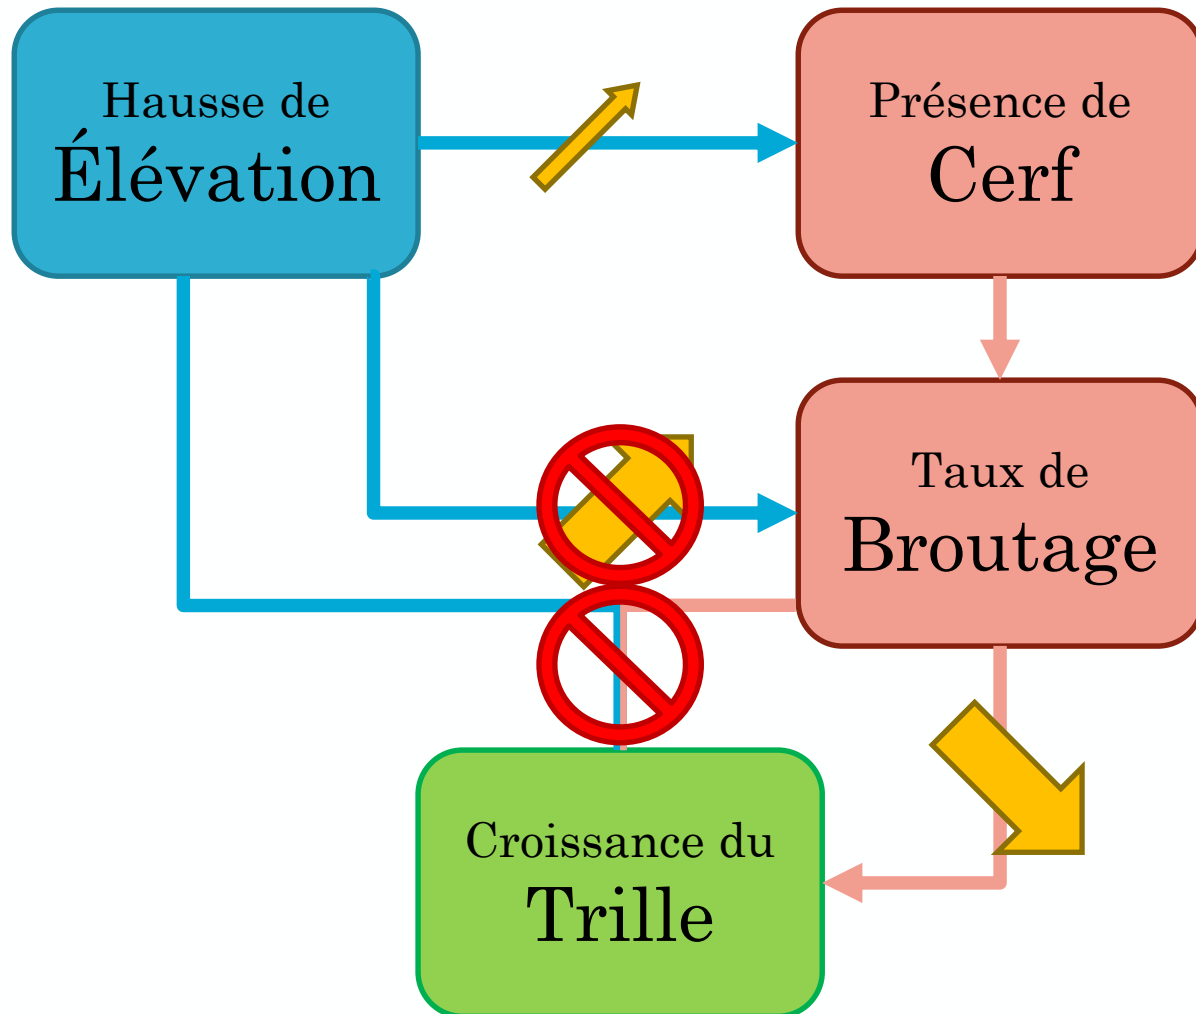 Hausse de
Élévation
Présence de
Cerf
Taux de
Broutage
Croissance du
Trille